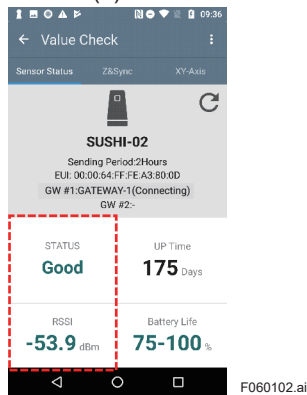 09:36
Value Check
Sensor Status Z&Sync XY-Axis
SUSHI-02
Sending Period:2Hours
EUI: 00:00:64:FF:FE:A3:80:0D
GW #1:GATEWAY-1(Connecting)
GW #2:-
STATUS UP Time
Good 175 Days
RSSI Battery Life
-53.9 dBm 75-100 %
F060102.ai